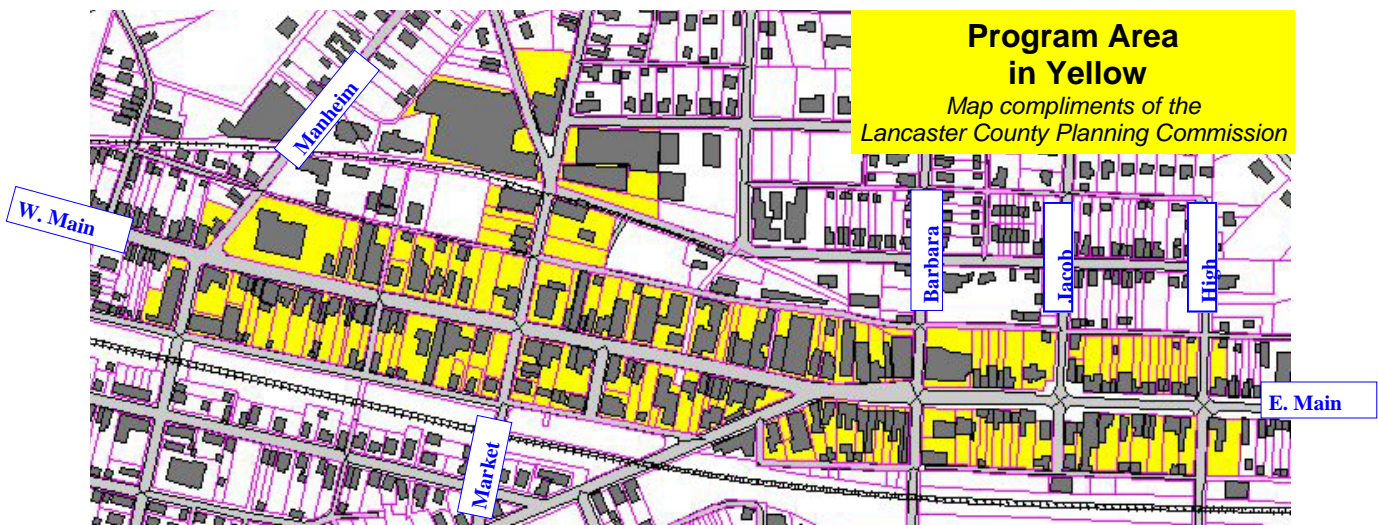 Program Area
in Yellow
Map compliments of the
Lancaster County Planning Commission
Manheim
W. Main
Barbara
Jacob
High
E. Main
Market